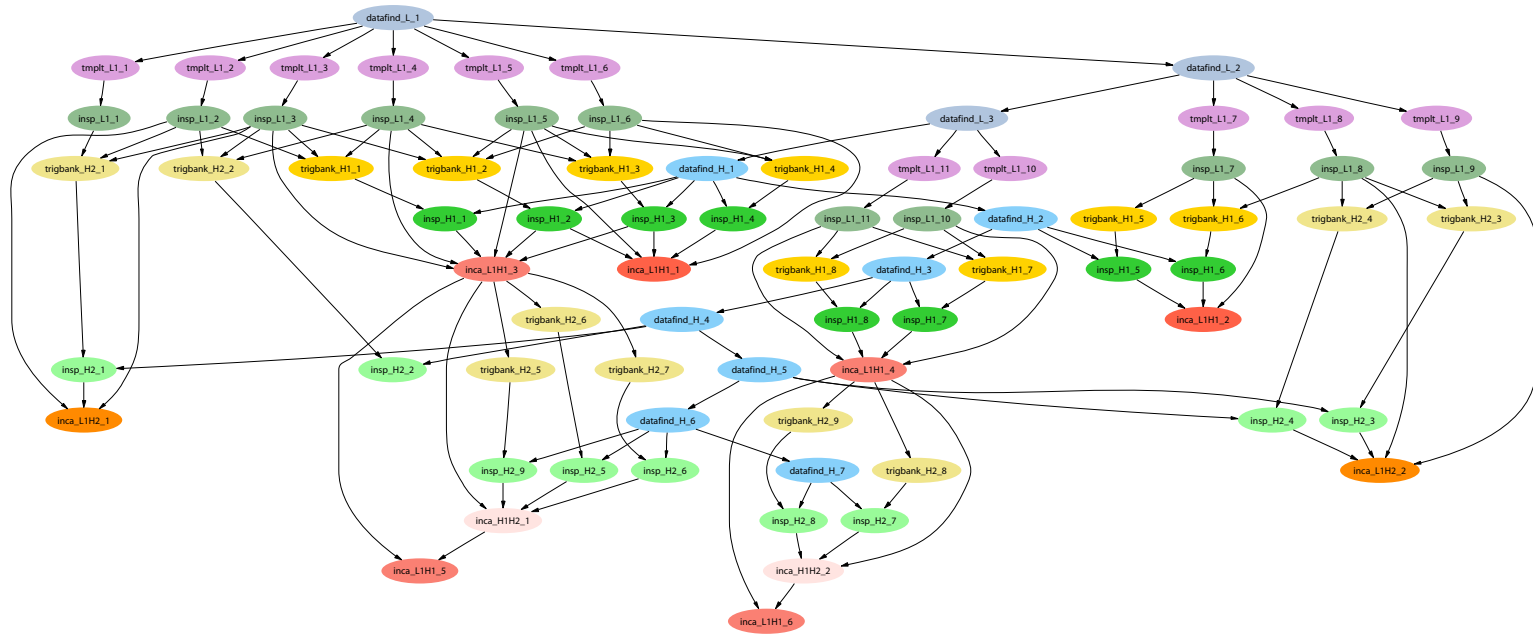 datafind_L_1
tmplt_L1_1
tmplt_L1_2
tmplt_L1_3
tmplt_L1_4
tmplt_L1_5
tmplt_L1_6
datafind_L_2
insp_L1_1
insp_L1_2
insp_L1_3
insp_L1_4
insp_L1_5
insp_L1_6
datafind_L_3
tmplt_L1_7
tmplt_L1_8
tmplt_L1_9
trigbank_H2_1
trigbank_H2_2
trigbank_H1_1
trigbank_H1_2
trigbank_H1_3
datafind_H_1
trigbank_H1_4
tmplt_L1_11
tmplt_L1_10
insp_L1_7
insp_L1_8
insp_L1_9
insp_H1_1
insp_H1_2
insp_H1_3
insp_H1_4
insp_L1_11
insp_L1_10
datafind_H_2
trigbank_H1_5
trigbank_H1_6
trigbank_H2_4
trigbank_H2_3
inca_L1H1_3
inca_L1H1_1
trigbank_H1_8
datafind_H_3
trigbank_H1_7
insp_H1_5
insp_H1_6
trigbank_H2_6
datafind_H_4
insp_H1_8
insp_H1_7
inca_L1H1_2
insp_H2_1
insp_H2_2
trigbank_H2_5
trigbank_H2_7
datafind_H_5
inca_L1H1_4
inca_L1H2_1
datafind_H_6
trigbank_H2_9
insp_H2_4
insp_H2_3
insp_H2_9
insp_H2_5
insp_H2_6
datafind_H_7
trigbank_H2_8
inca_L1H2_2
inca_H1H2_1
insp_H2_8
insp_H2_7
inca_L1H1_5
inca_H1H2_2
inca_L1H1_6